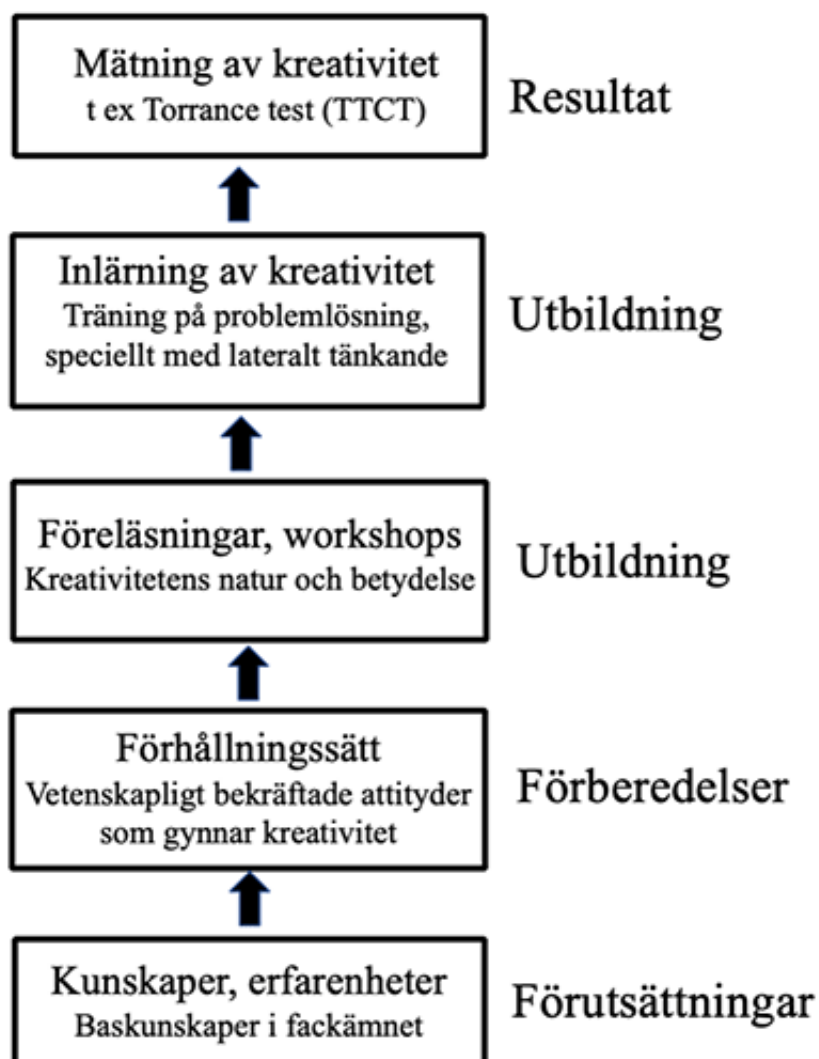 Mätning av kreativitet
t ex Torrance test (TTCT)
Resultat
Inlärning av kreativitet
Träning på problemlösning,
speciellt med lateralt tänkande
Utbildning
Föreläsningar, workshops
Kreativitetens natur och betydelse
Utbildning
Förhållningssätt
Vetenskapligt bekräftade attityder
som gynnar kreativitet
Förberedelser
Kunskaper, erfarenheter
Baskunskaper i fackämnet
Förutsättningar